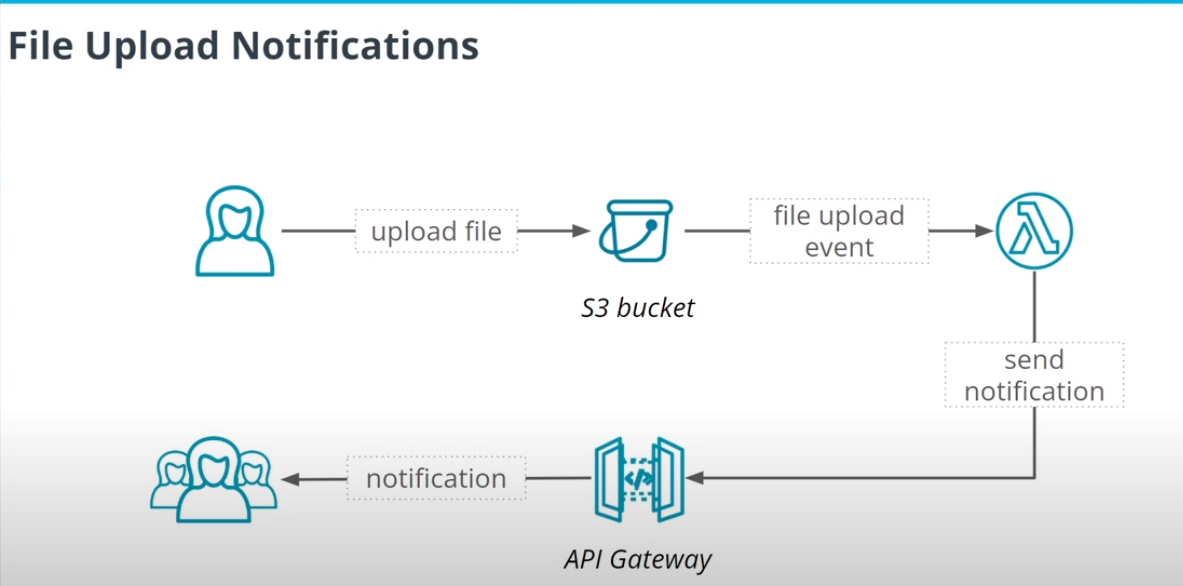 File Upload Notifications
upload file
file upload
event
S3 bucket
send
notification
notification
API Gateway